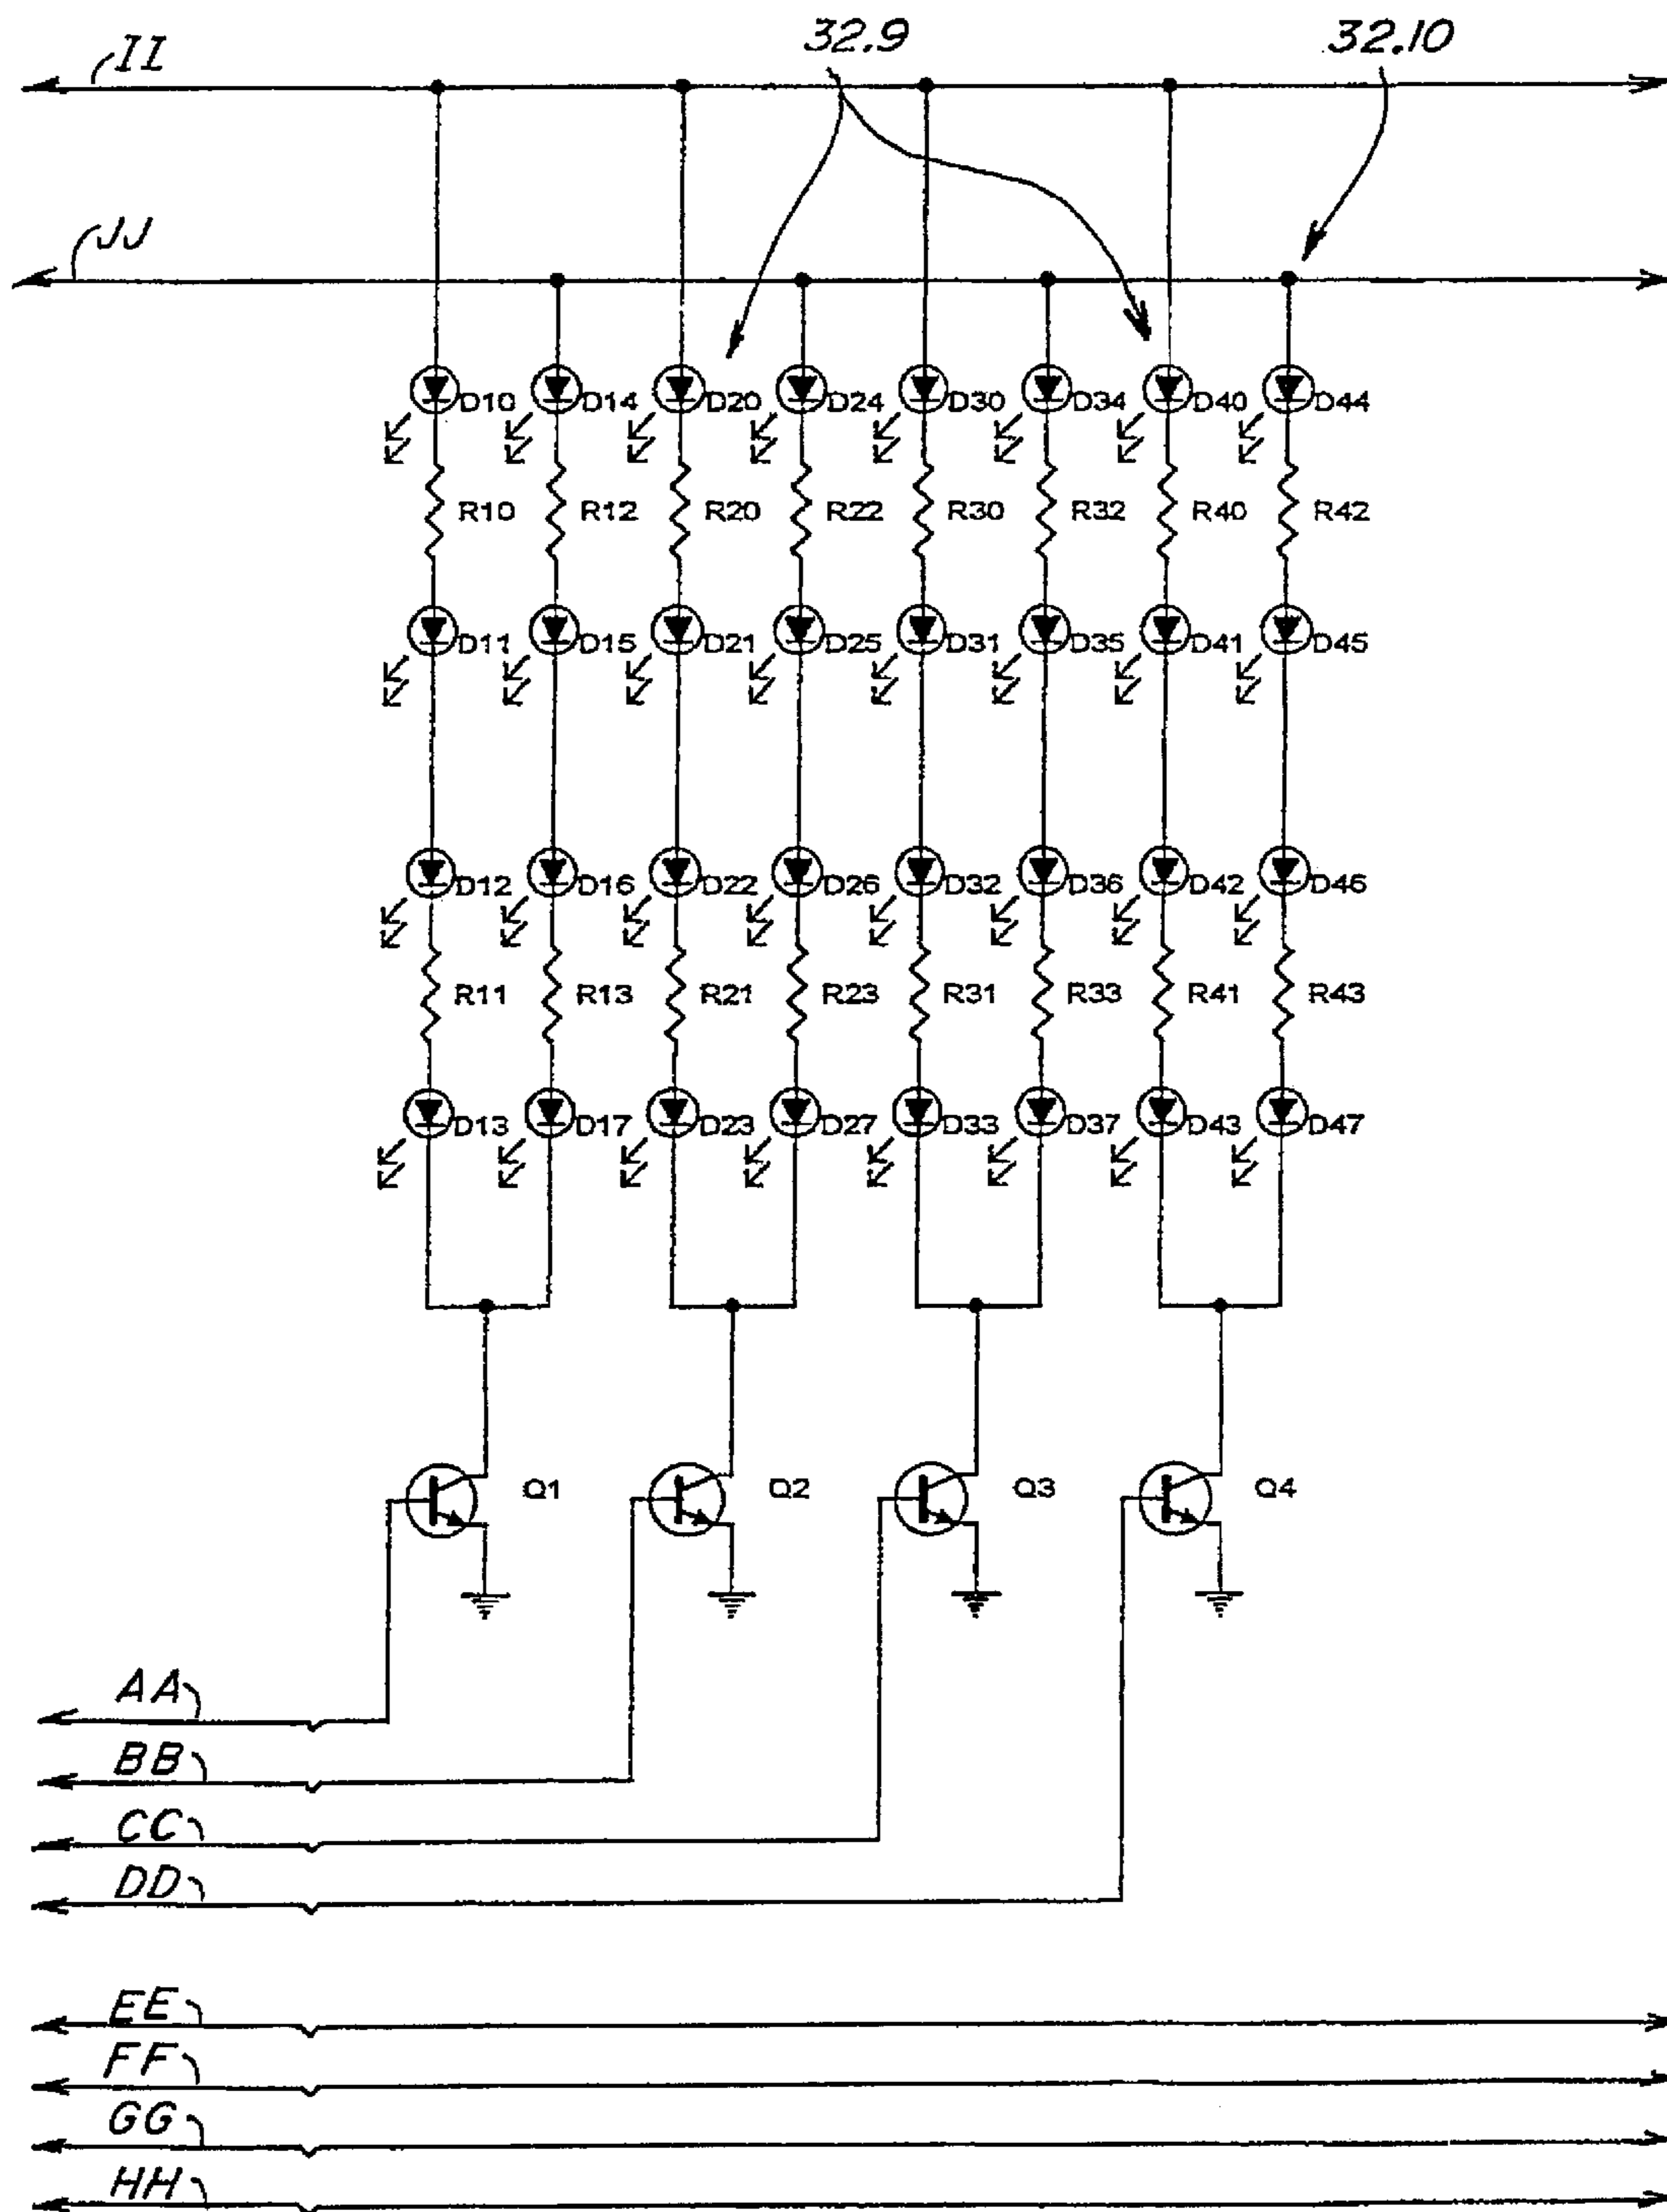 32.9 32.10
II
JJ
D10 D14 D20 D24 D30 D34 D40 D44
R10 R12 R20 R22 R30 R32 R40 R42
D11 D15 D21 D25 D31 D35 D41 D45
D12 D16 D22 D26 D32 D36 D42 D46
R11 R13 R21 R23 R31 R33 R41 R43
D13 D17 D23 D27 D33 D37 D43 D47
Q1 Q2 Q3 Q4
AA
BB
CC
DD
EE
FF
GG
HH